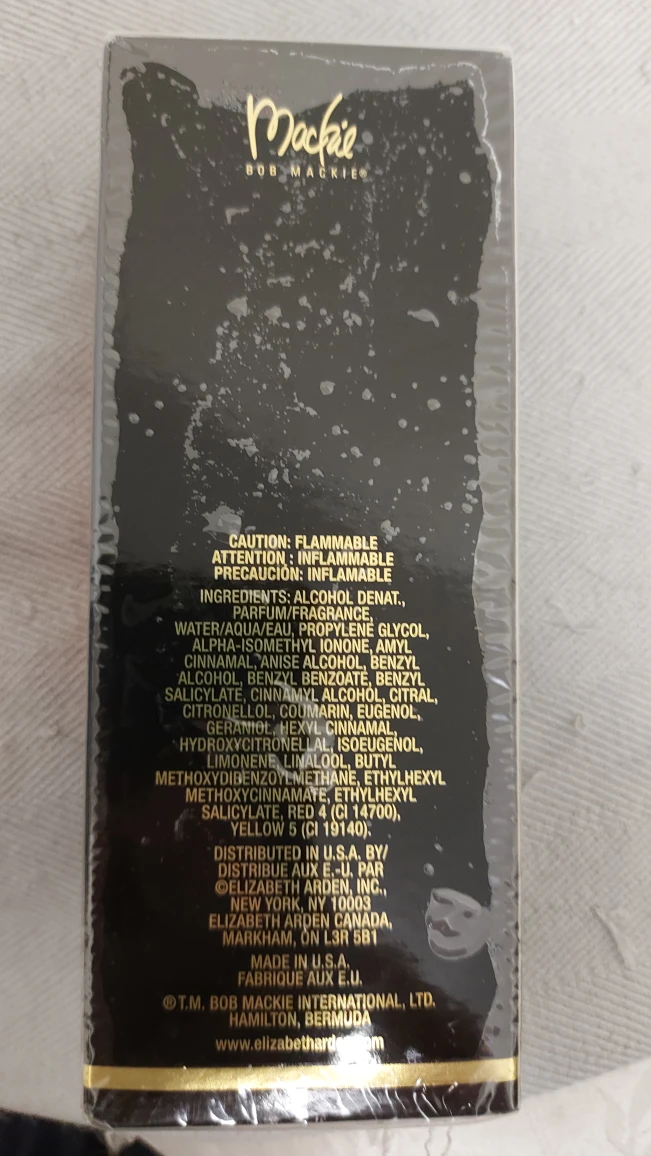 Mackie
BOB MACKIE®
CAUTION: FLAMMABLE
ATTENTION : INFLAMMABLE
PRECAUCIÓN: INFLAMABLE
INGREDIENTS: ALCOHOL DENAT.,
PARFUM/FRAGRANCE,
WATER/AQUA/EAU, PROPYLENE GLYCOL,
ALPHA-ISOMETHYL IONONE, AMYL
CINNAMAL, ANISE ALCOHOL, BENZYL
ALCOHOL, BENZYL BENZOATE, BENZYL
SALICYLATE, CINNAMYL ALCOHOL, CITRAL,
CITRONELLOL, COUMARIN, EUGENOL,
GERANIOL, HEXYL CINNAMAL,
HYDROXYCITRONELLAL, ISOEUGENOL,
LIMONENE, LINALOOL, BUTYL
METHOXYDIBENZOYLMETHANE, ETHYLHEXYL
METHOXYCINNAMATE, ETHYLHEXYL
SALICYLATE, RED 4 (CI 14700),
YELLOW 5 (CI 19140).
DISTRIBUTED IN U.S.A. BY/
DISTRIBUE AUX E.-U. PAR
©ELIZABETH ARDEN, INC.,
NEW YORK, NY 10003
ELIZABETH ARDEN CANADA,
MARKHAM, ON L3R 5B1
MADE IN U.S.A.
FABRIQUE AUX E.U.
®T.M. BOB MACKIE INTERNATIONAL, LTD.
HAMILTON, BERMUDA
www.elizabetharden.com